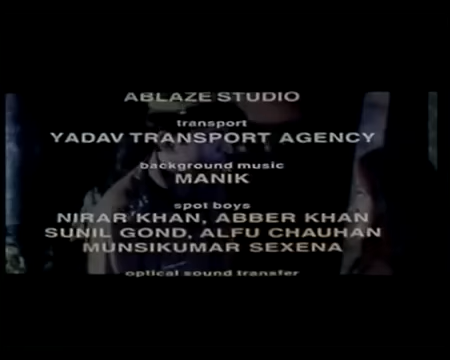 ABLAZE STUDIO
transport
YADAV TRANSPORT AGENCY
background music
MANIK
spot boys
NIRAR KHAN, ABBER KHAN
SUNIL GOND, ALFU CHAUHAN
MUNSIKUMAR SEXENA
optical sound transfer